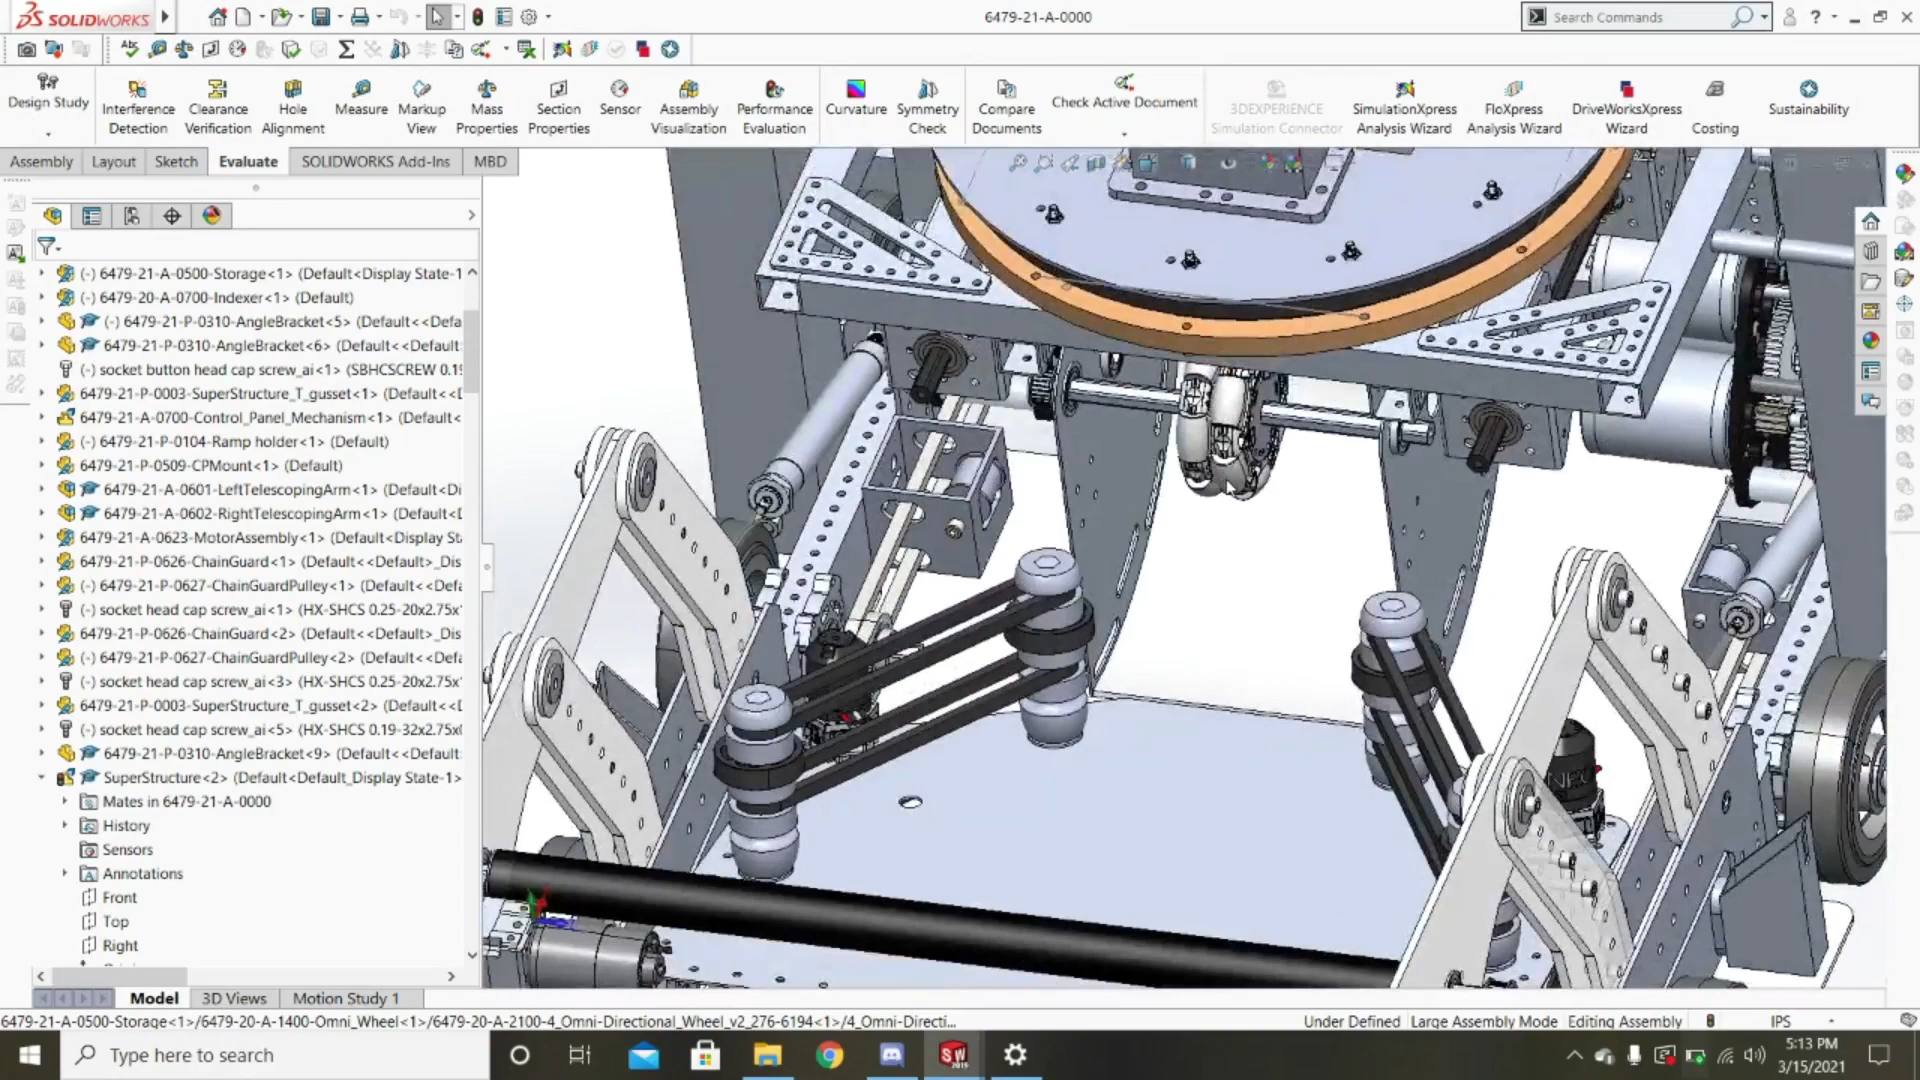 SOLIDWORKS
6479-21-A-0000
Search Commands
Design Study
Interference Detection
Clearance Verification
Hole Alignment
Measure
Markup View
Mass Properties
Section Properties
Sensor
Assembly Visualization
Performance Evaluation
Curvature
Symmetry Check
Compare Documents
Check Active Document
3DEXPERIENCE Simulation Connector
SimulationXpress Analysis Wizard
FloXpress Analysis Wizard
DriveWorksXpress Wizard
Costing
Sustainability
Assembly
Layout
Sketch
Evaluate
SOLIDWORKS Add-Ins
MBD
(-) 6479-21-A-0500-Storage<1> (Default<Display State-1
(-) 6479-20-A-0700-Indexer<1> (Default)
(-) 6479-21-P-0310-AngleBracket<5> (Default<<Defa
6479-21-P-0310-AngleBracket<6> (Default<<Defau
(-) socket button head cap screw_ai<1> (SBHCSCREW 0.19
6479-21-P-0003-SuperStructure_T_gusset<1> (Default<<D
6479-21-A-0700-Control_Panel_Mechanism<1> (Default<
(-) 6479-21-P-0104-Ramp holder<1> (Default)
(-) 6479-21-P-0509-CPMount<1> (Default)
6479-21-A-0601-LeftTelescopingArm<1> (Default<Di
6479-21-A-0602-RightTelescopingArm<1> (Default<D
6479-21-A-0623-MotorAssembly<1> (Default<Display St
6479-21-P-0626-ChainGuard<1> (Default<<Default>_Dis
(-) 6479-21-P-0627-ChainGuardPulley<1> (Default<<Defa
(-) socket head cap screw_ai<1> (HX-SHCS 0.25-20x2.75x
6479-21-P-0626-ChainGuard<2> (Default<<Default>_Dis
(-) 6479-21-P-0627-ChainGuardPulley<2> (Default<<Defa
(-) socket head cap screw_ai<3> (HX-SHCS 0.25-20x2.75x
6479-21-P-0003-SuperStructure_T_gusset<2> (Default<<D
(-) socket head cap screw_ai<5> (HX-SHCS 0.19-32x2.75x
6479-21-P-0310-AngleBracket<9> (Default<<Default>
SuperStructure<2> (Default<Default_Display State-1>
Mates in 6479-21-A-0000
History
Sensors
Annotations
Front
Top
Right
Model
3D Views
Motion Study 1
6479-21-A-0500-Storage<1>/6479-20-A-1400-Omni_Wheel<1>/6479-20-A-2100-4_Omni-Directional_Wheel_v2_276-6194<1>/4_Omni-Directi...
Under Defined
Large Assembly Mode
Editing Assembly
IPS
Type here to search
5:13 PM
3/15/2021